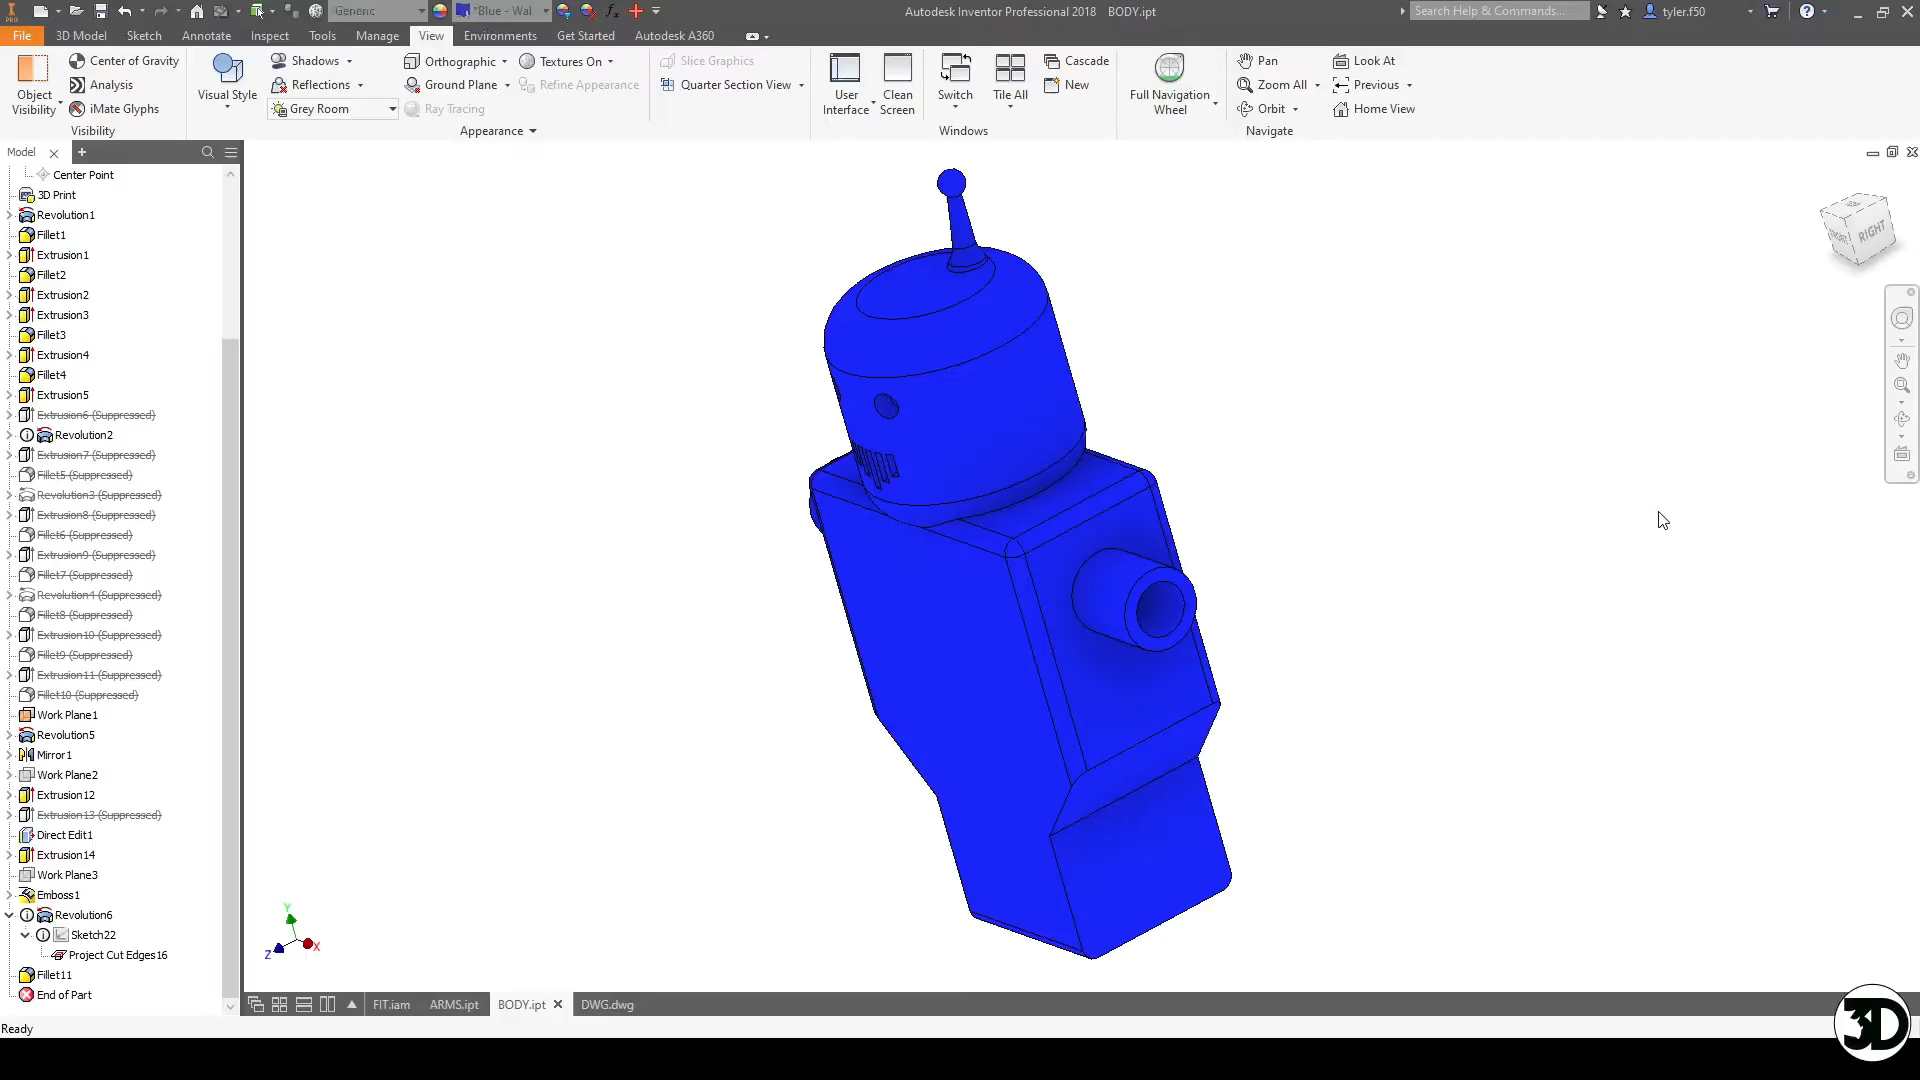 Generic
*Blue - Wal
Autodesk Inventor Professional 2018 BODY.ipt
Search Help & Commands...
tyler.f50
File
3D Model
Sketch
Annotate
Inspect
Tools
Manage
View
Environments
Get Started
Autodesk A360
Object
Visibility
Center of Gravity
Analysis
iMate Glyphs
Visibility
Visual Style
Shadows
Reflections
Grey Room
Orthographic
Ground Plane
Ray Tracing
Textures On
Refine Appearance
Appearance
Slice Graphics
Quarter Section View
User
Interface
Clean
Screen
Switch
Tile All
Cascade
New
Windows
Full Navigation
Wheel
Pan
Zoom All
Orbit
Look At
Previous
Home View
Navigate
Model
Center Point
3D Print
Revolution1
Fillet1
Extrusion1
Fillet2
Extrusion2
Extrusion3
Fillet3
Extrusion4
Fillet4
Extrusion5
Extrusion6 (Suppressed)
Revolution2
Extrusion7 (Suppressed)
Fillet5 (Suppressed)
Revolution3 (Suppressed)
Extrusion8 (Suppressed)
Fillet6 (Suppressed)
Extrusion9 (Suppressed)
Fillet7 (Suppressed)
Revolution4 (Suppressed)
Fillet8 (Suppressed)
Extrusion10 (Suppressed)
Fillet9 (Suppressed)
Extrusion11 (Suppressed)
Fillet10 (Suppressed)
Work Plane1
Revolution5
Mirror1
Work Plane2
Extrusion12
Extrusion13 (Suppressed)
Direct Edit1
Extrusion14
Work Plane3
Emboss1
Revolution6
Sketch22
Project Cut Edges16
Fillet11
End of Part
FRONT
RIGHT
Y
Z
X
FIT.iam
ARMS.ipt
BODY.ipt
DWG.dwg
Ready
3D